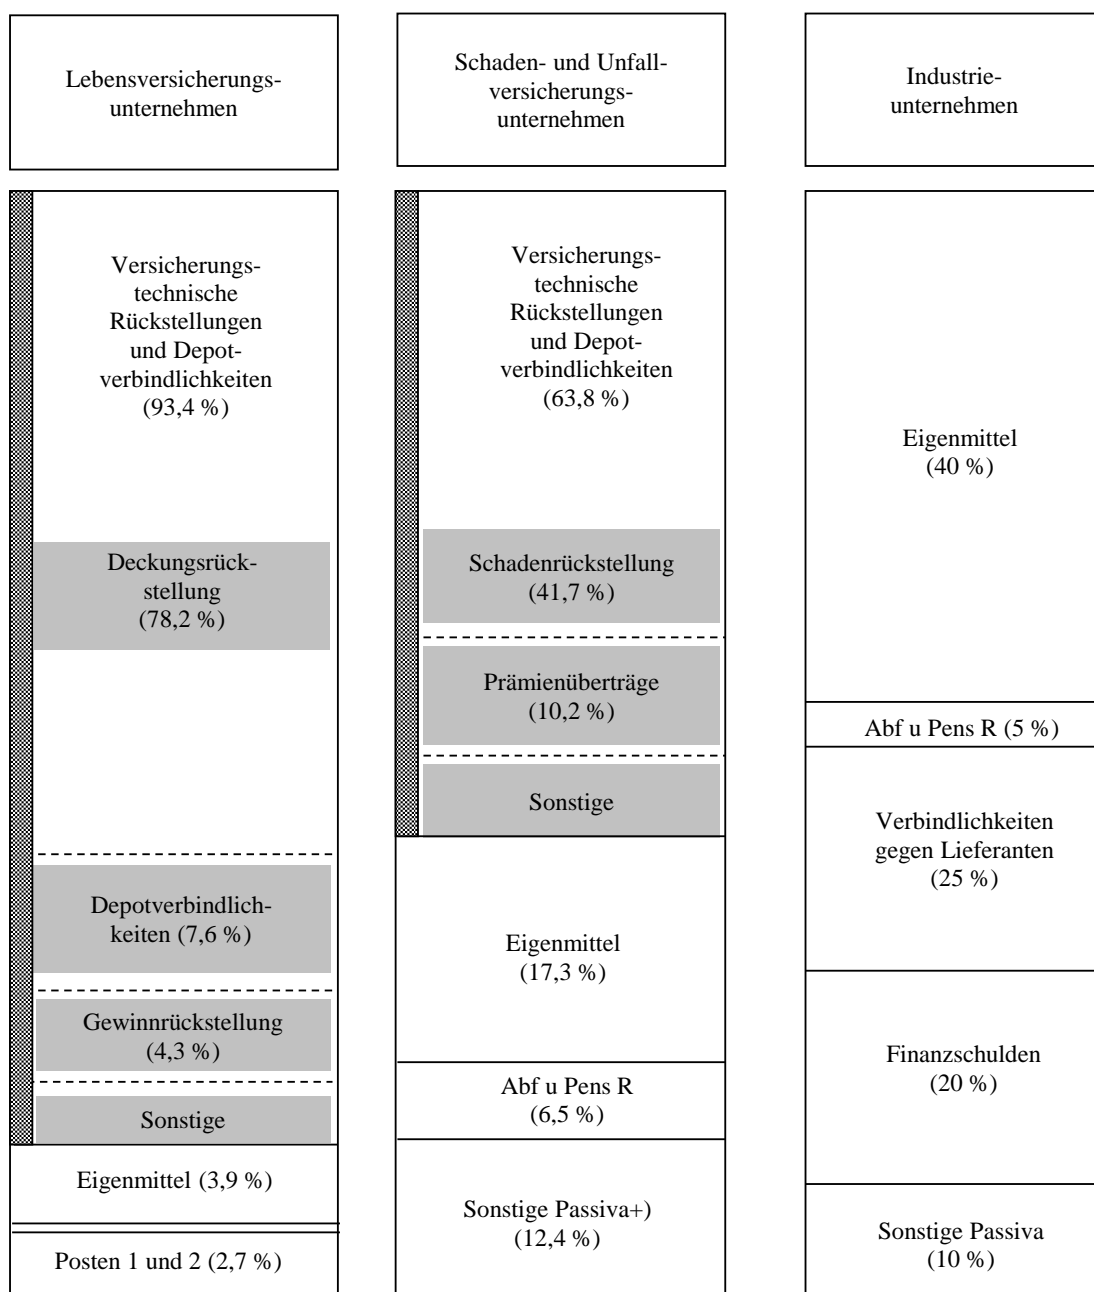 Lebensversicherungs-
unternehmen
Schaden- und Unfall-
versicherungs-
unternehmen
Industrie-
unternehmen
Versicherungs-
technische
Rückstellungen
und Depot-
verbindlichkeiten
(93,4 %)
Deckungsrück-
stellung
(78,2 %)
Depotverbindlich-
keiten (7,6 %)
Gewinnrückstellung
(4,3 %)
Sonstige
Eigenmittel (3,9 %)
Posten 1 und 2 (2,7 %)
Versicherungs-
technische
Rückstellungen
und Depot-
verbindlichkeiten
(63,8 %)
Schadenrückstellung
(41,7 %)
Prämienüberträge
(10,2 %)
Sonstige
Eigenmittel
(17,3 %)
Abf u Pens R
(6,5 %)
Sonstige Passiva+)
(12,4 %)
Eigenmittel
(40 %)
Abf u Pens R (5 %)
Verbindlichkeiten
gegen Lieferanten
(25 %)
Finanzschulden
(20 %)
Sonstige Passiva
(10 %)